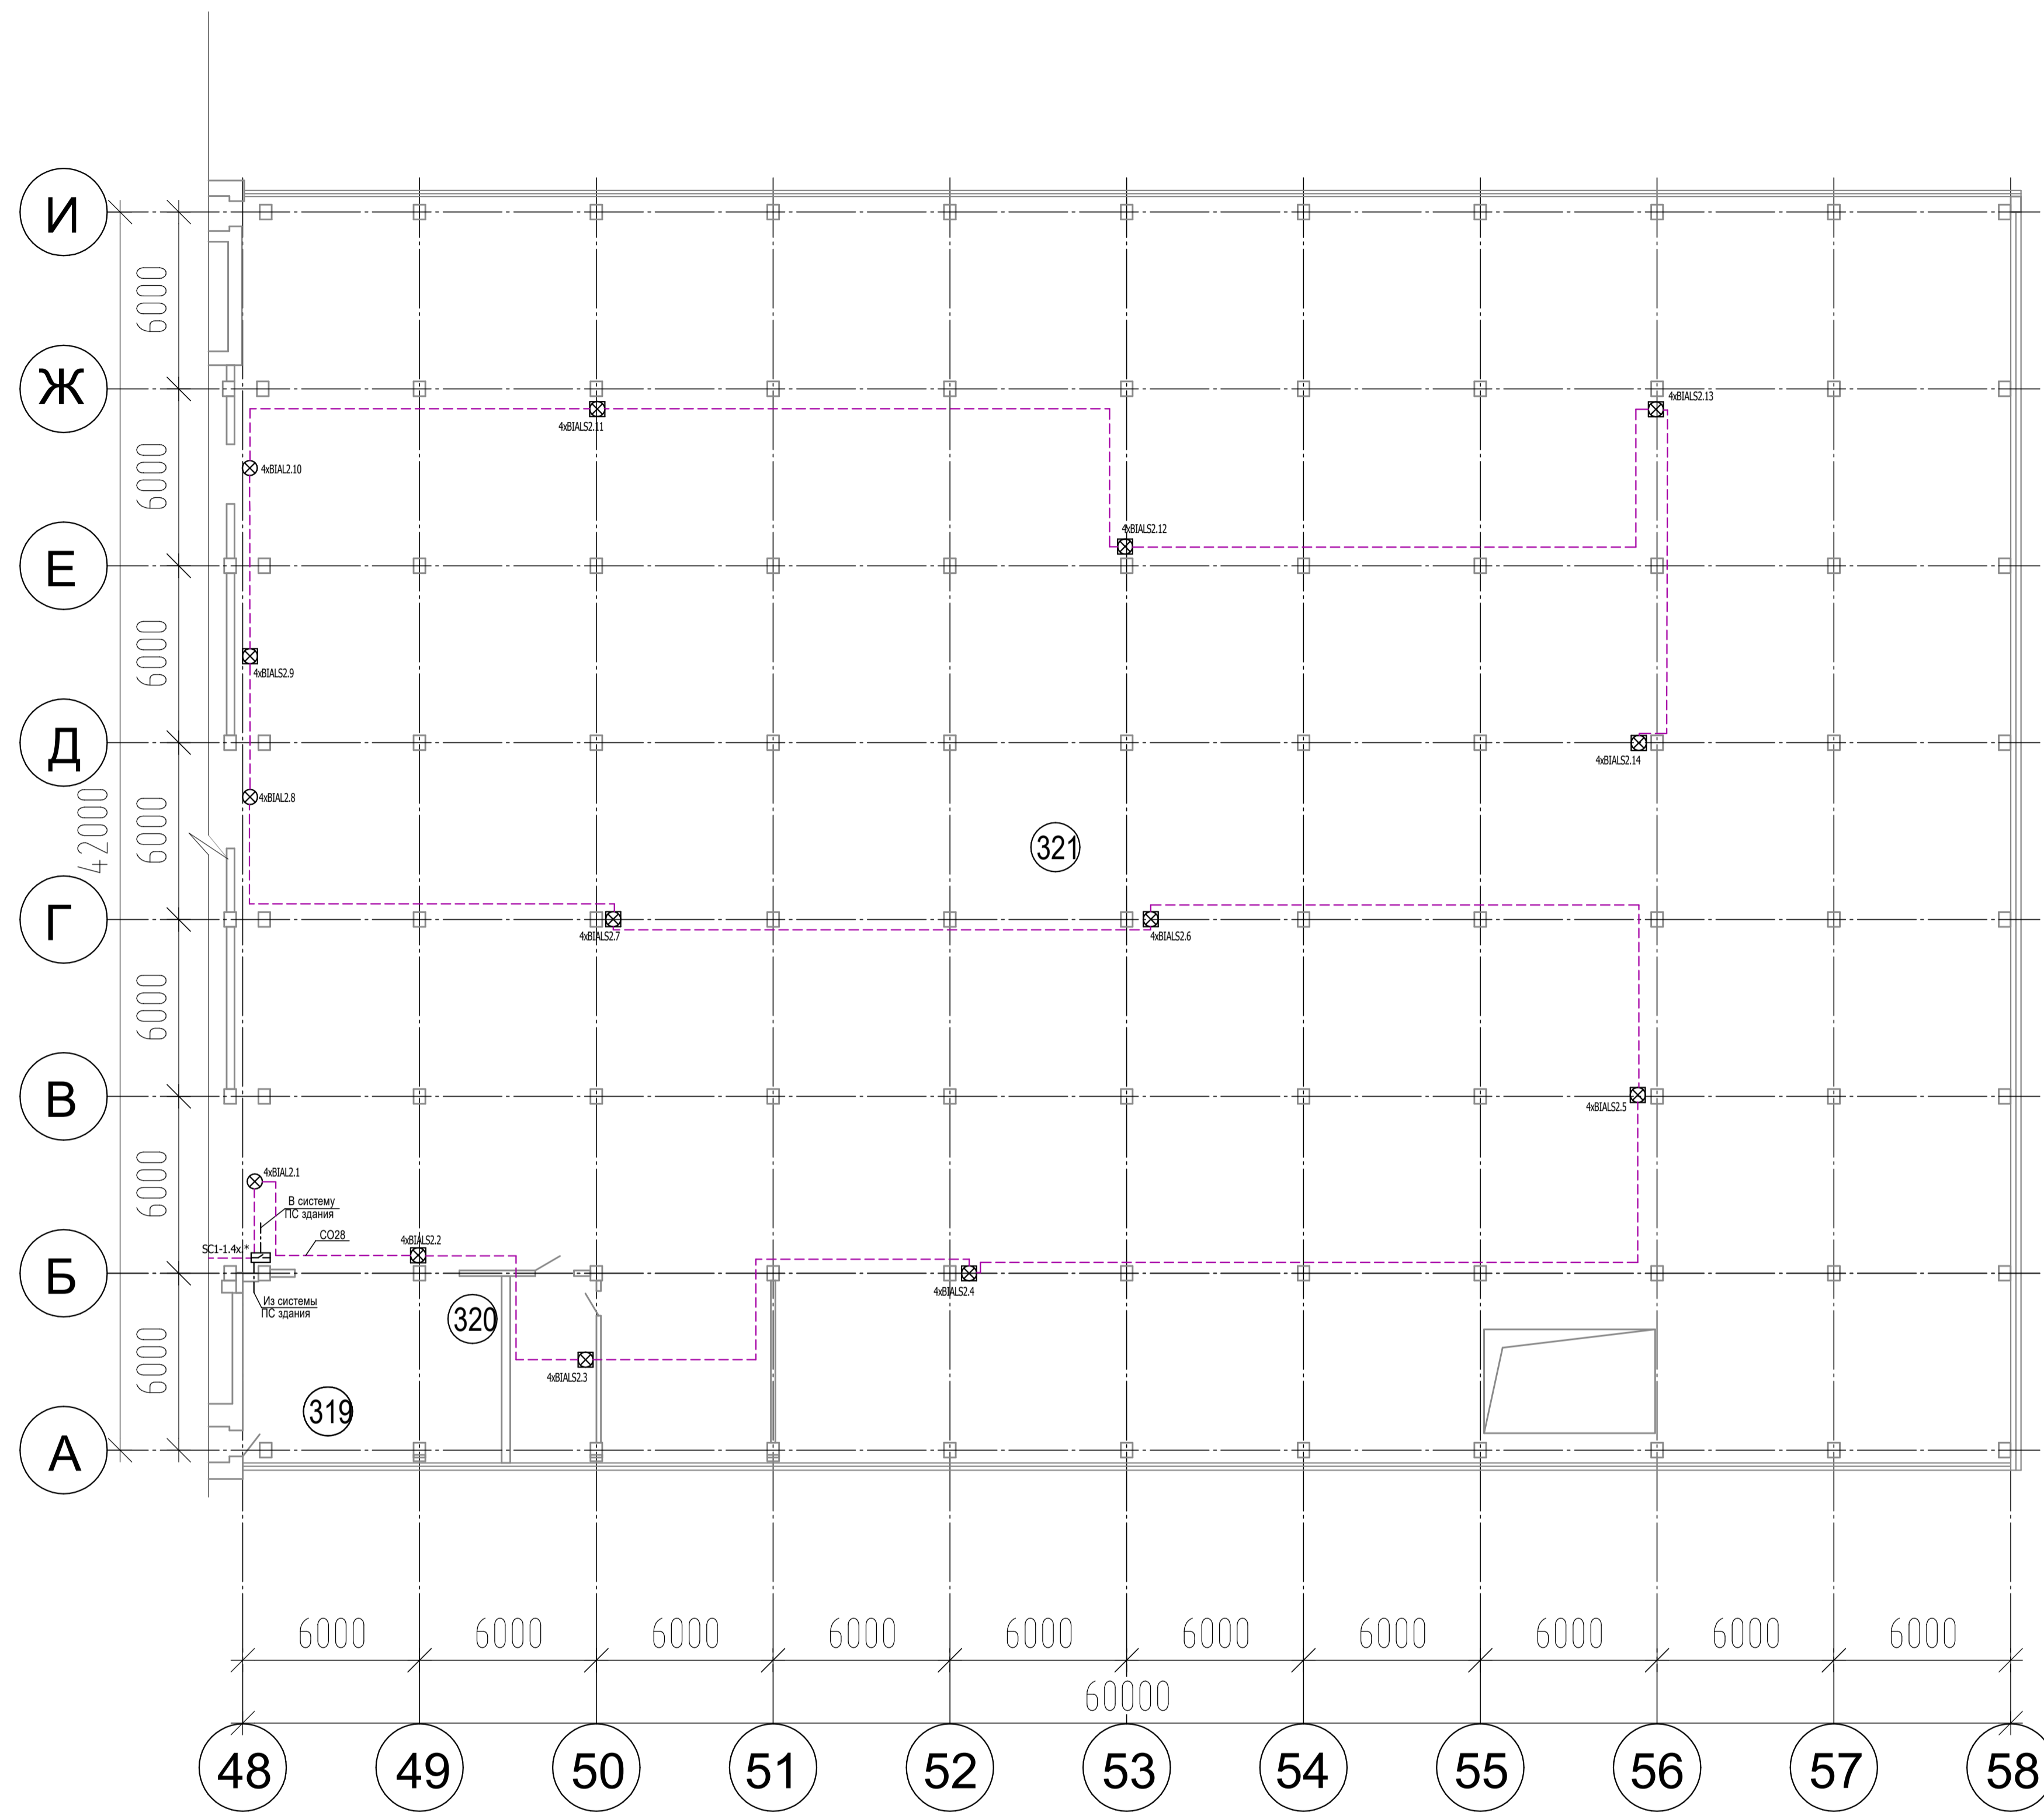 И
6000
Ж
4xBIALS2.13
4xBIALS2.11
4xBIAL2.10
6000
4xBIALS2.12
Е
6000
4xBIALS2.9
Д
4xBIALS2.14
4xBIAL2.8
42000
6000
321
Г
4xBIALS2.7
4xBIALS2.6
6000
В
4xBIALS2.5
4xBIAL2.1
6000
В систему
ПС здания
СО28
4xBIALS2.2
SC1-1.4x.*
Б
4xBIALS2.4
Из системы
ПС здания
320
6000
4xBIALS2.3
319
А
6000 6000 6000 6000 6000 6000 6000 6000 6000 6000
60000
48 49 50 51 52 53 54 55 56 57 58